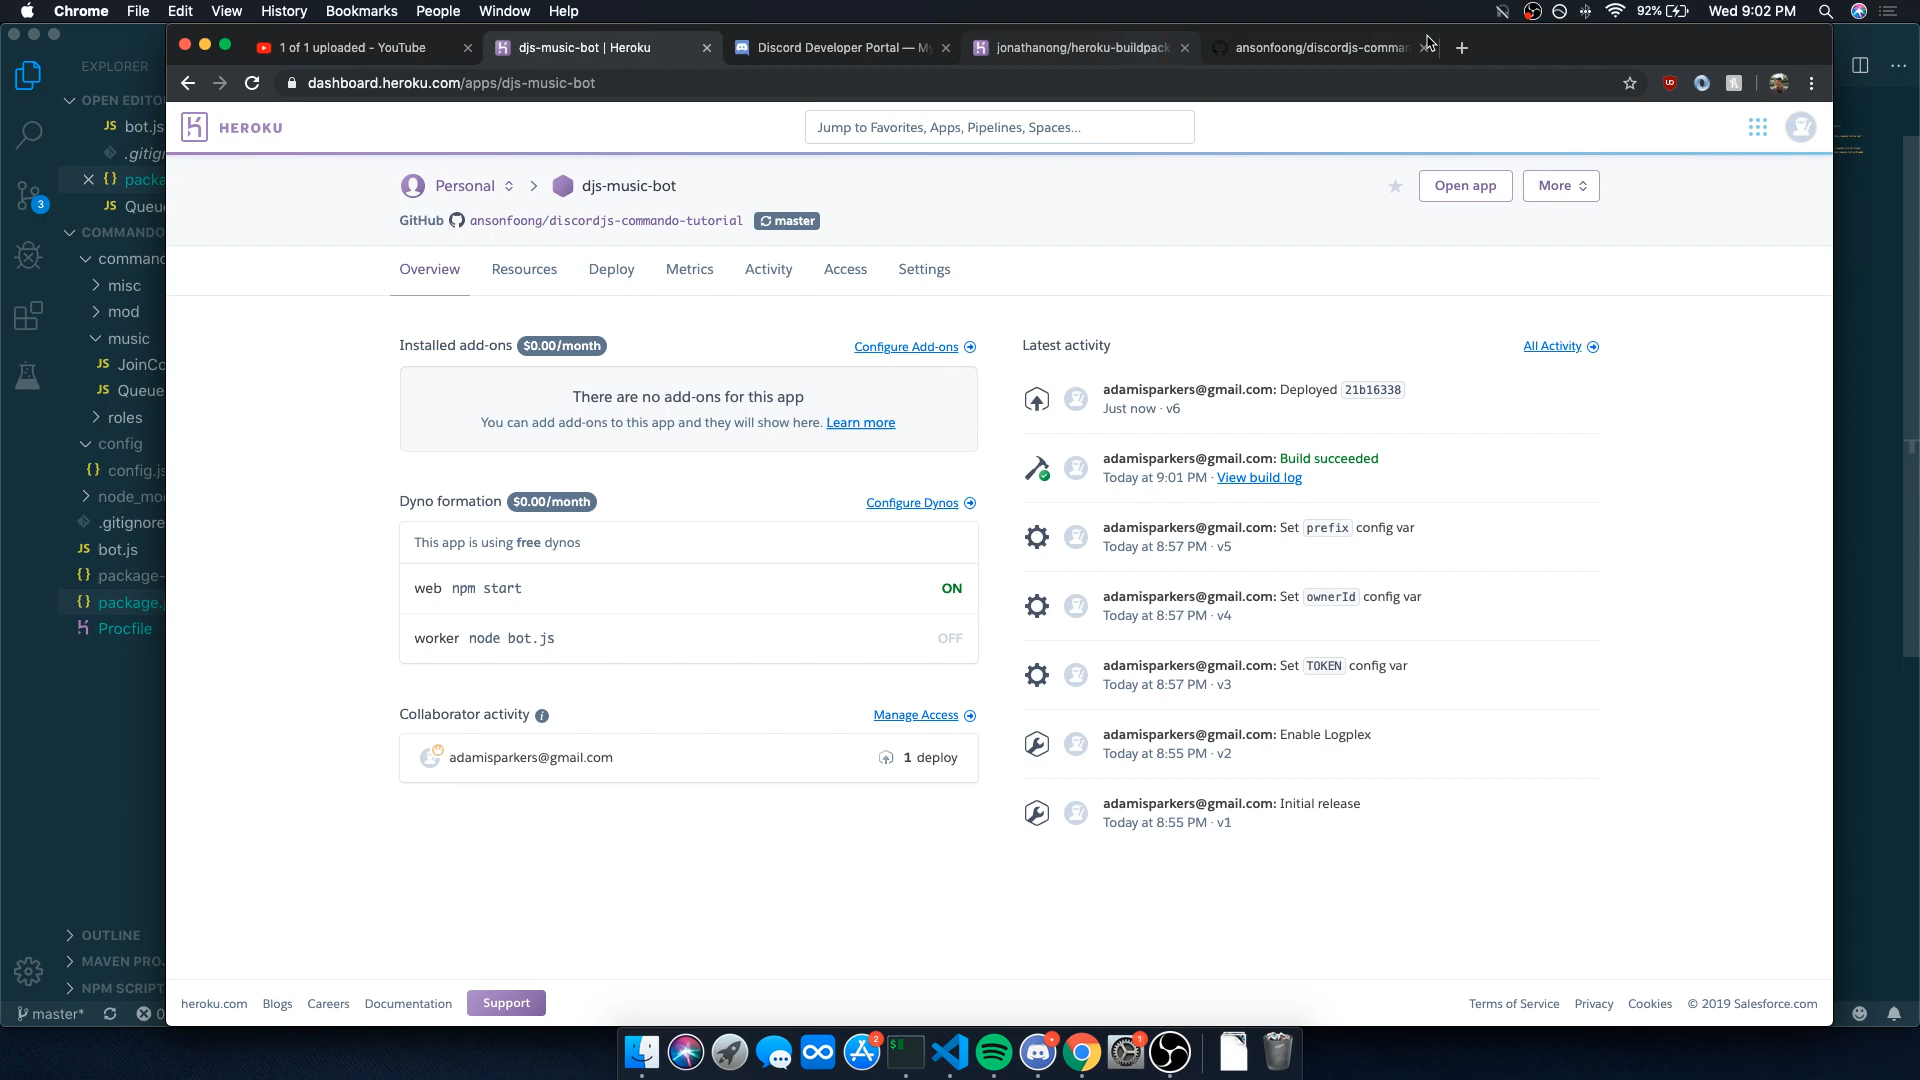 Chrome File Edit View History Bookmarks People Window Help
92% Wed 9:02 PM
1 of 1 uploaded - YouTube
djs-music-bot | Heroku
Discord Developer Portal — My
jonathanong/heroku-buildpack
ansonfoong/discordjs-comman
dashboard.heroku.com/apps/djs-music-bot
EXPLORER
OPEN EDITO
JS bot.js
.gitign
{} packa
JS Queue
COMMANDO
comman
misc
mod
music
JS JoinCo
JS Queue
roles
config
{} config.js
node_mo
.gitignore
JS bot.js
{} package-
{} package.j
Procfile
OUTLINE
MAVEN PRO
NPM SCRIPT
master*
0
3
HEROKU
Jump to Favorites, Apps, Pipelines, Spaces...
Personal
djs-music-bot
Open app
More
GitHub ansonfoong/discordjs-commando-tutorial master
Overview Resources Deploy Metrics Activity Access Settings
Installed add-ons $0.00/month
Configure Add-ons
There are no add-ons for this app
You can add add-ons to this app and they will show here. Learn more
Dyno formation $0.00/month
Configure Dynos
This app is using free dynos
web npm start ON
worker node bot.js OFF
Collaborator activity
Manage Access
adamisparkers@gmail.com 1 deploy
Latest activity
All Activity
adamisparkers@gmail.com: Deployed 21b16338
Just now · v6
adamisparkers@gmail.com: Build succeeded
Today at 9:01 PM · View build log
adamisparkers@gmail.com: Set prefix config var
Today at 8:57 PM · v5
adamisparkers@gmail.com: Set ownerId config var
Today at 8:57 PM · v4
adamisparkers@gmail.com: Set TOKEN config var
Today at 8:57 PM · v3
adamisparkers@gmail.com: Enable Logplex
Today at 8:55 PM · v2
adamisparkers@gmail.com: Initial release
Today at 8:55 PM · v1
heroku.com Blogs Careers Documentation Support
Terms of Service Privacy Cookies © 2019 Salesforce.com
2
1